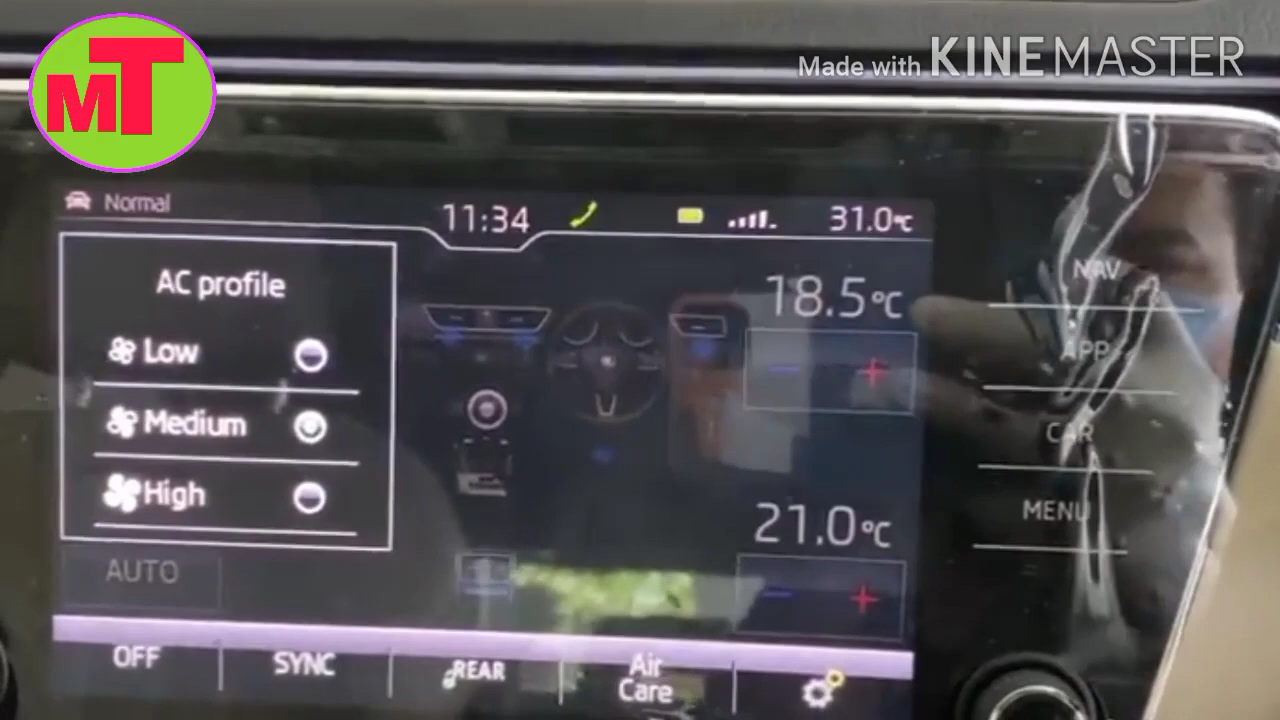 MT
Made with KINEMASTER
Normal
11:34
31.0°C
AC profile
Low
Medium
High
AUTO
18.5°C
- +
21.0°C
- +
NAV
APP
CAR
MENU
OFF
SYNC
REAR
Air
Care